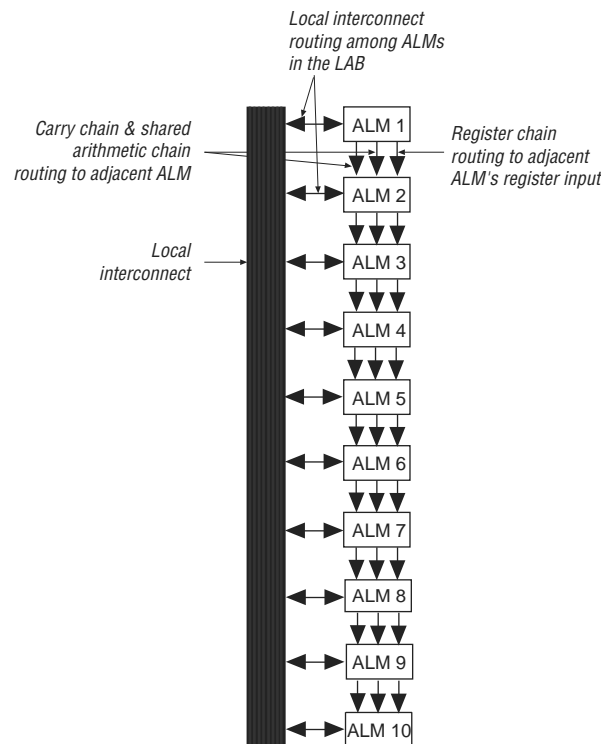 Local interconnect
routing among ALMs
in the LAB
Carry chain & shared
arithmetic chain
routing to adjacent ALM
Register chain
routing to adjacent
ALM's register input
Local
interconnect
ALM 1
ALM 2
ALM 3
ALM 4
ALM 5
ALM 6
ALM 7
ALM 8
ALM 9
ALM 10